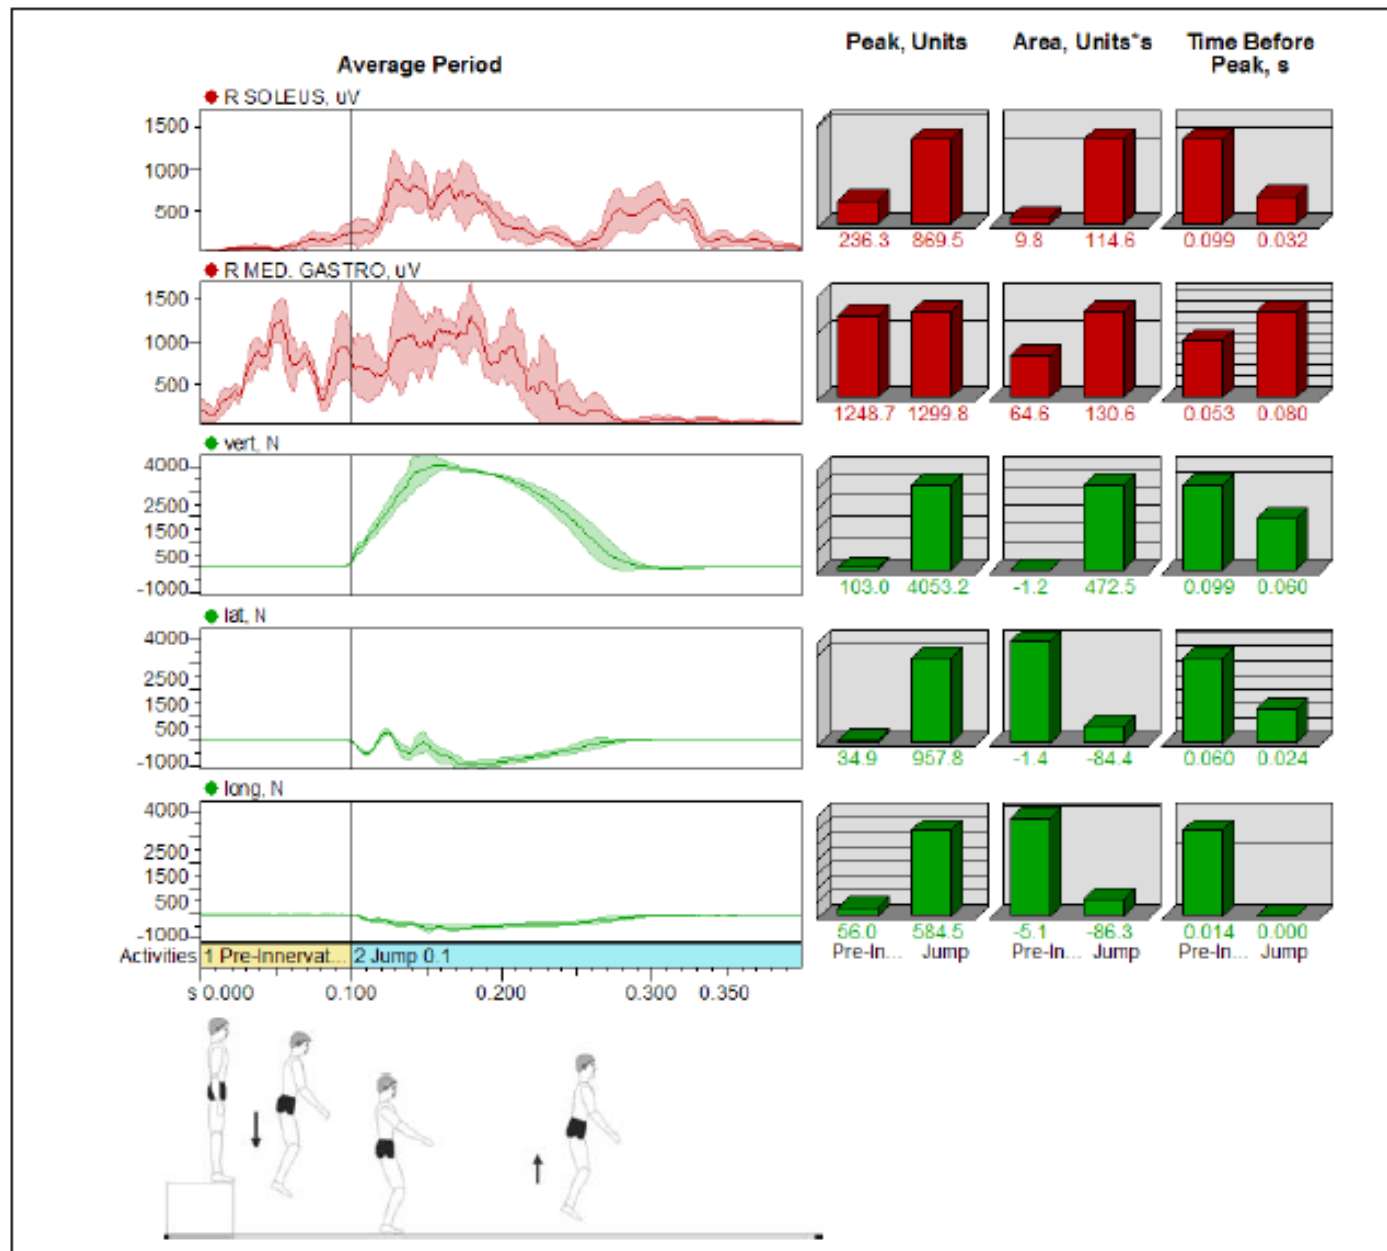 Peak, Units Area, Units*s Time Before Peak, s
Average Period
R SOLEUS, uV
1500
1000
500
236.3 869.5 9.8 114.6 0.099 0.032
R MED. GASTRO, uV
1500
1000
500
1248.7 1299.8 64.6 130.6 0.053 0.080
vert, N
4000
2500
1500
500
-1000
103.0 4053.2 -1.2 472.5 0.099 0.060
lat, N
4000
2500
1500
500
-1000
34.9 957.8 -1.4 -84.4 0.060 0.024
long, N
4000
2500
1500
500
-1000
56.0 584.5 -5.1 -86.3 0.014 0.000
Pre-In... Jump Pre-In... Jump Pre-In... Jump
Activities 1 Pre-Innervat... 2 Jump 0.1
s 0.000 0.100 0.200 0.300 0.350